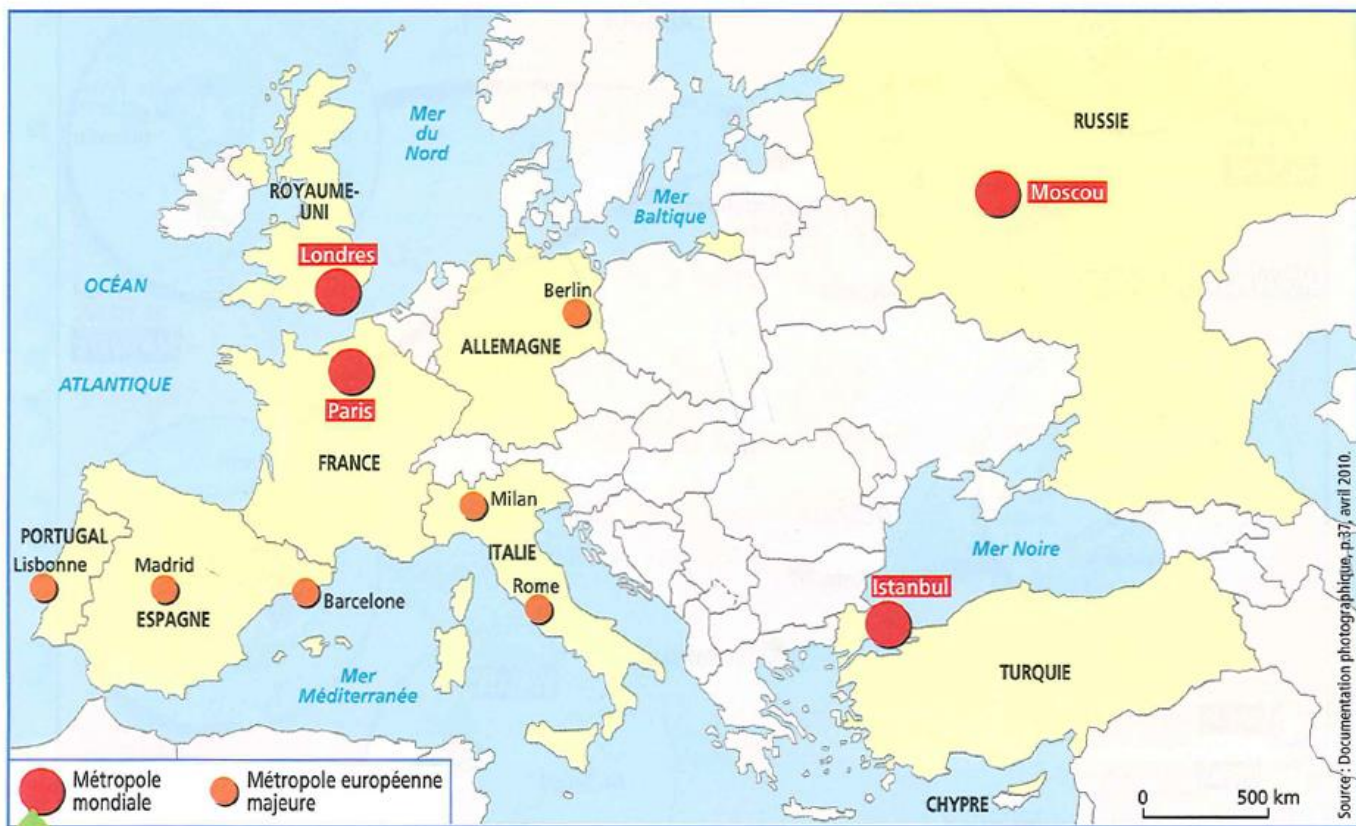 Mer
du
Nord
RUSSIE
ROYAUME-
UNI
Mer
Baltique
Moscou
Londres
OCÉAN
Berlin
ALLEMAGNE
ATLANTIQUE
Paris
FRANCE
Milan
PORTUGAL
Lisbonne
Madrid
ITALIE
Mer Noire
Rome
Barcelone
ESPAGNE
Istanbul
Mer
Méditerranée
TURQUIE
Métropole
mondiale
Métropole européenne
majeure
CHYPRE
0 500 km
Source : Documentation photographique, p.37, avril 2010.